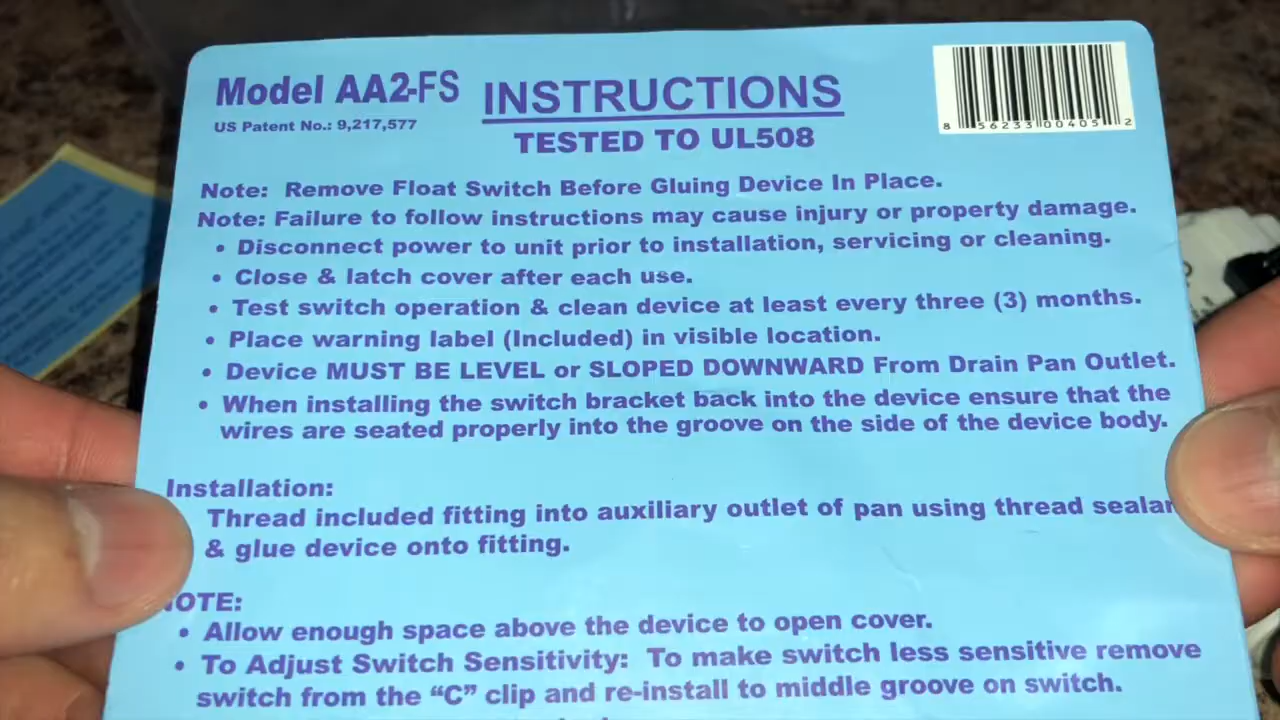 Model AA2-FS
INSTRUCTIONS
US Patent No.: 9,217,577
TESTED TO UL508
8 56233 00405 2
Note: Remove Float Switch Before Gluing Device In Place.
Note: Failure to follow instructions may cause injury or property damage.
• Disconnect power to unit prior to installation, servicing or cleaning.
• Close & latch cover after each use.
• Test switch operation & clean device at least every three (3) months.
• Place warning label (Included) in visible location.
• Device MUST BE LEVEL or SLOPED DOWNWARD From Drain Pan Outlet.
• When installing the switch bracket back into the device ensure that the
wires are seated properly into the groove on the side of the device body.
Installation:
Thread included fitting into auxiliary outlet of pan using thread sealan
& glue device onto fitting.
NOTE:
• Allow enough space above the device to open cover.
• To Adjust Switch Sensitivity: To make switch less sensitive remove
switch from the “C” clip and re-install to middle groove on switch.